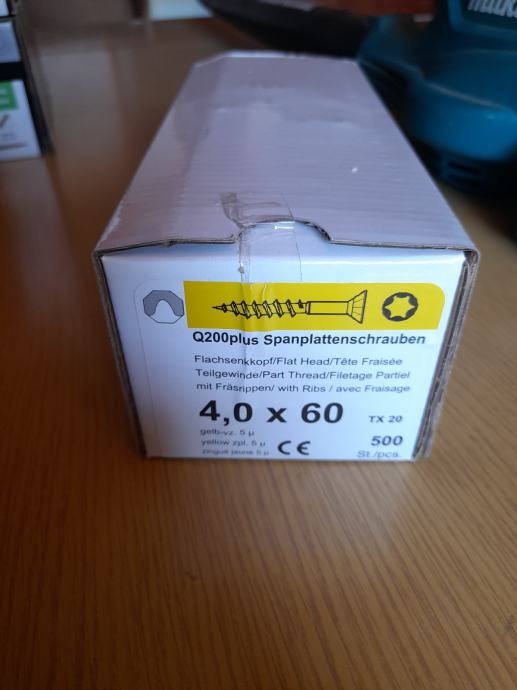 Q200plus Spanplattenschrauben
Flachsenkkopf/Flat Head/Tête Fraisée
Teilgewinde/Part Thread/Filetage Partiel
mit Fräsrippen/ with Ribs / avec Fraisage
4,0 x 60 TX 20
gelb-vz. 5 µ
yellow zpl. 5 µ
zingué jaune 5 µ
CE
500
St./pcs.